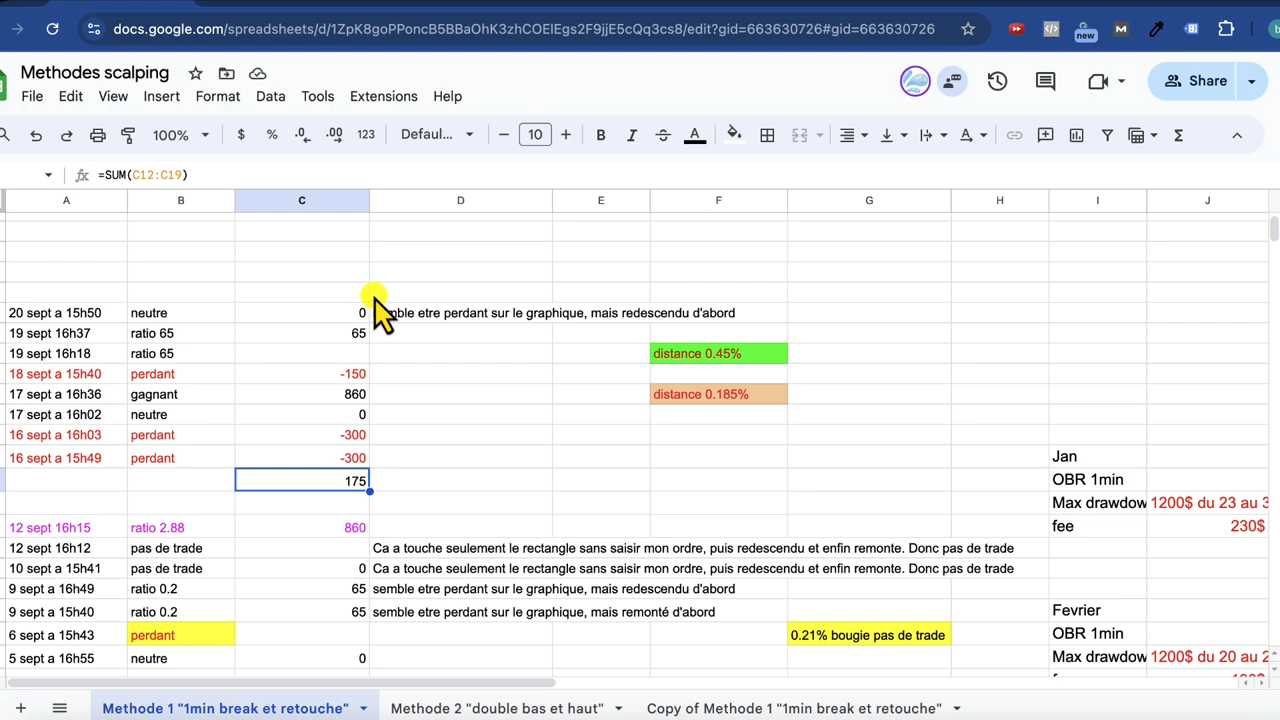 docs.google.com/spreadsheets/d/1ZpK8goPPoncB5BBaOhK3zhCOElEgs2F9jjE5cQq3cs8/edit?gid=663630726#gid=663630726
new
Methodes scalping
Share
File Edit View Insert Format Data Tools Extensions Help
100% $ % .0 .00 123 Defaul... 10 B I A
fx =SUM(C12:C19)
A B C D E F G H I J
20 sept a 15h50 neutre 0 mble etre perdant sur le graphique, mais redescendu d'abord
19 sept 16h37 ratio 65 65
19 sept 16h18 ratio 65 distance 0.45%
18 sept a 15h40 perdant -150
17 sept a 16h36 gagnant 860 distance 0.185%
17 sept a 16h02 neutre 0
16 sept a 16h03 perdant -300
16 sept a 15h49 perdant -300 Jan
175 OBR 1min
Max drawdow 1200$ du 23 au 3
12 sept 16h15 ratio 2.88 860 fee 230$
12 sept 16h12 pas de trade Ca a touche seulement le rectangle sans saisir mon ordre, puis redescendu et enfin remonte. Donc pas de trade
10 sept a 15h41 pas de trade 0 Ca a touche seulement le rectangle sans saisir mon ordre, puis redescendu et enfin remonte. Donc pas de trade
9 sept a 16h49 ratio 0.2 65 semble etre perdant sur le graphique, mais redescendu d'abord
9 sept a 15h40 ratio 0.2 65 semble etre perdant sur le graphique, mais remonté d'abord Fevrier
6 sept a 15h43 perdant 0.21% bougie pas de trade OBR 1min
5 sept a 16h55 neutre 0 Max drawdow 1200$ du 20 au 2
Methode 1 "1min break et retouche" Methode 2 "double bas et haut" Copy of Methode 1 "1min break et retouche"